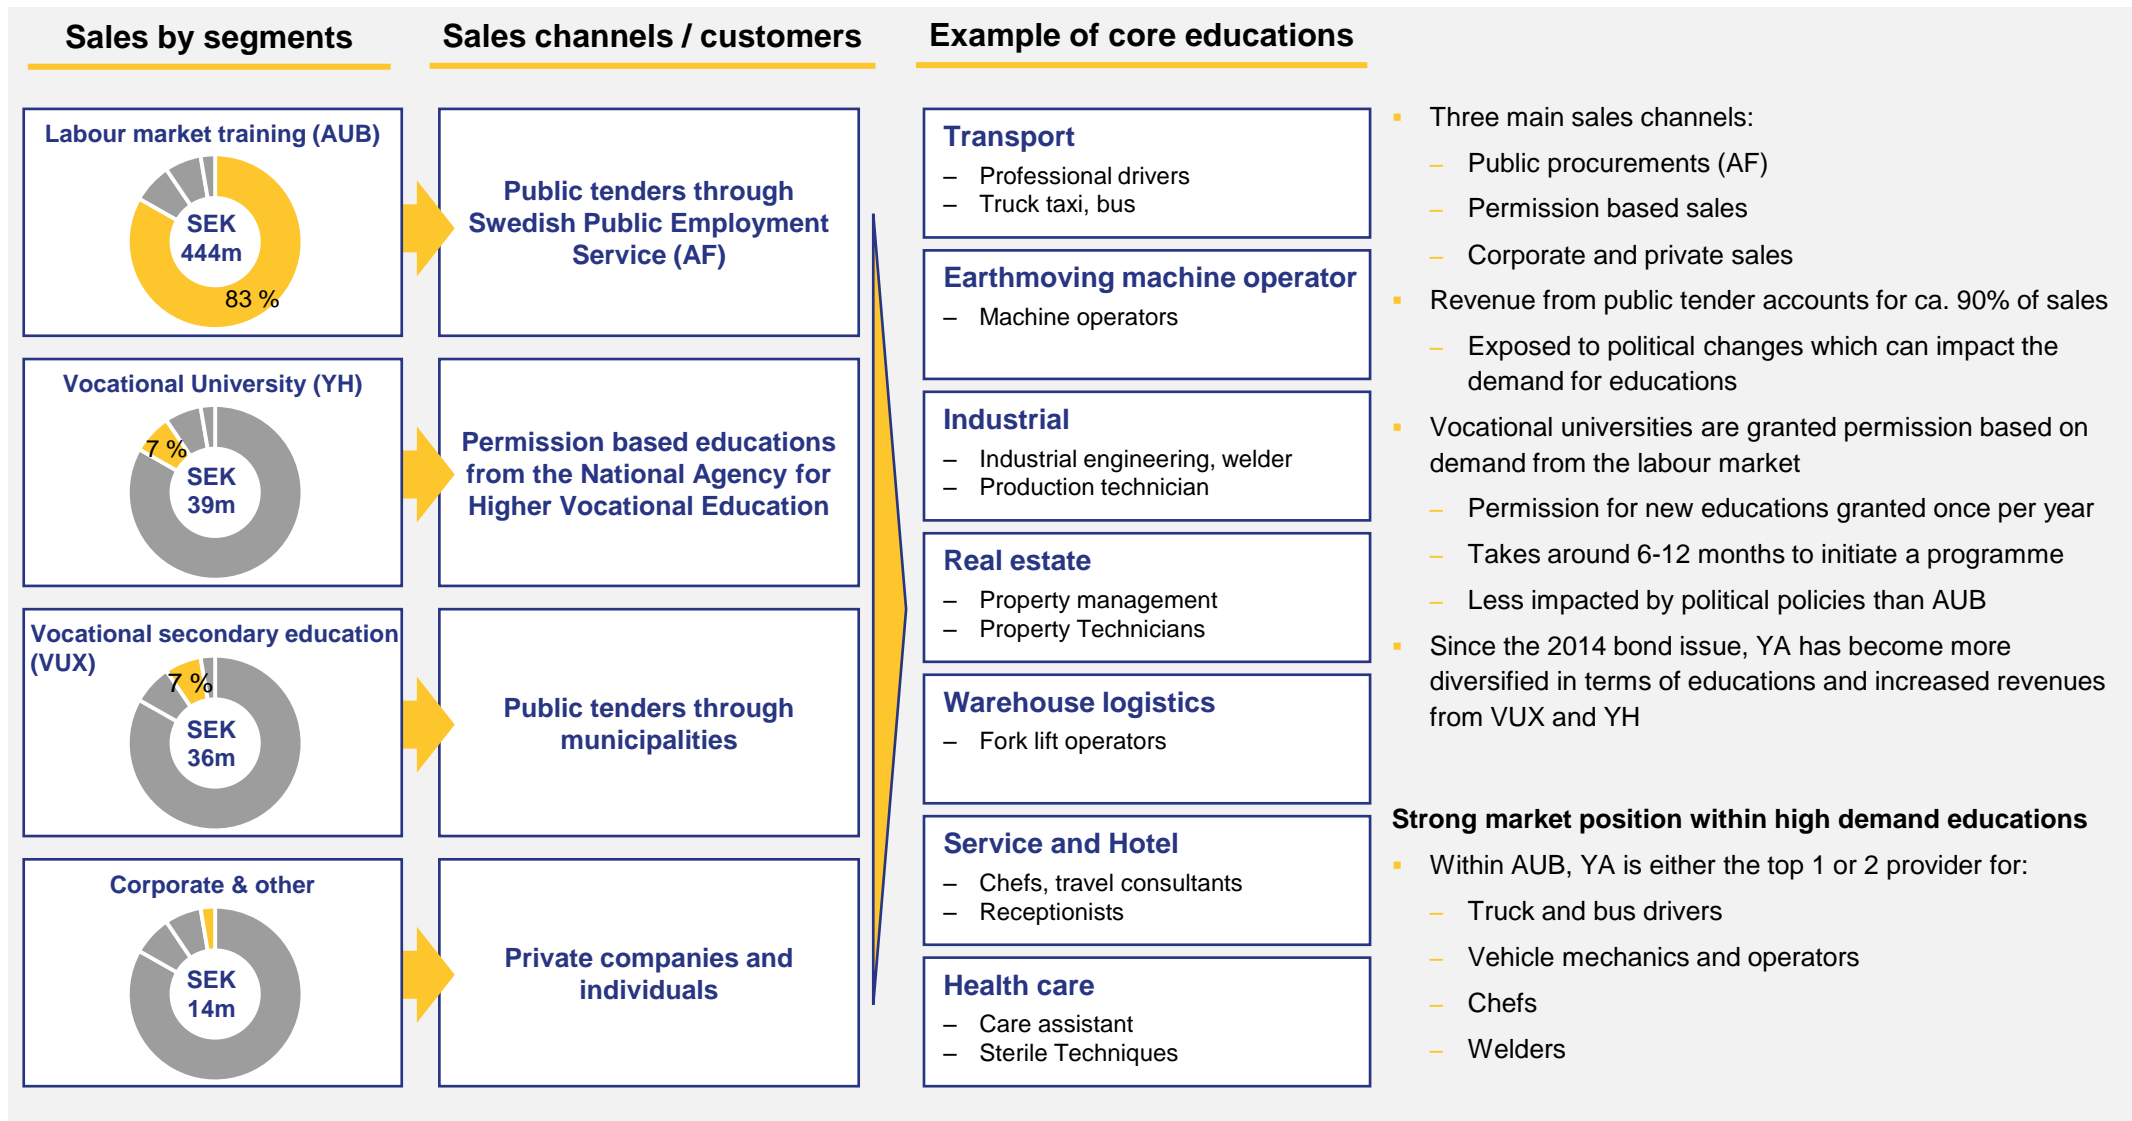 Sales by segments
Labour market training (AUB)
SEK
444m
83 %
Vocational University (YH)
7 %
SEK
39m
Vocational secondary education
(VUX)
7 %
SEK
36m
Corporate & other
SEK
14m
Sales channels / customers
Public tenders through
Swedish Public Employment
Service (AF)
Permission based educations
from the National Agency for
Higher Vocational Education
Public tenders through
municipalities
Private companies and
individuals
Example of core educations
Transport
– Professional drivers
– Truck taxi, bus
Earthmoving machine operator
– Machine operators
Industrial
– Industrial engineering, welder
– Production technician
Real estate
– Property management
– Property Technicians
Warehouse logistics
– Fork lift operators
Service and Hotel
– Chefs, travel consultants
– Receptionists
Health care
– Care assistant
– Sterile Techniques
▪ Three main sales channels:
– Public procurements (AF)
– Permission based sales
– Corporate and private sales
▪ Revenue from public tender accounts for ca. 90% of sales
– Exposed to political changes which can impact the
demand for educations
▪ Vocational universities are granted permission based on
demand from the labour market
– Permission for new educations granted once per year
– Takes around 6-12 months to initiate a programme
– Less impacted by political policies than AUB
▪ Since the 2014 bond issue, YA has become more
diversified in terms of educations and increased revenues
from VUX and YH
Strong market position within high demand educations
▪ Within AUB, YA is either the top 1 or 2 provider for:
– Truck and bus drivers
– Vehicle mechanics and operators
– Chefs
– Welders